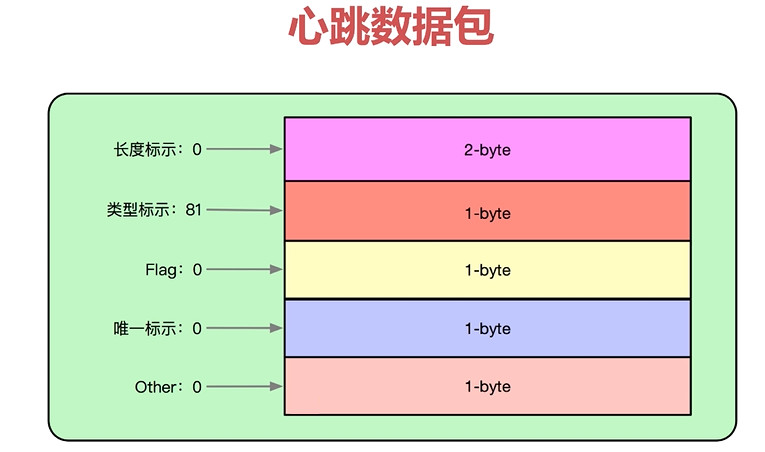 心跳数据包
长度标示：0
2-byte
类型标示：81
1-byte
Flag：0
1-byte
唯一标示：0
1-byte
Other：0
1-byte